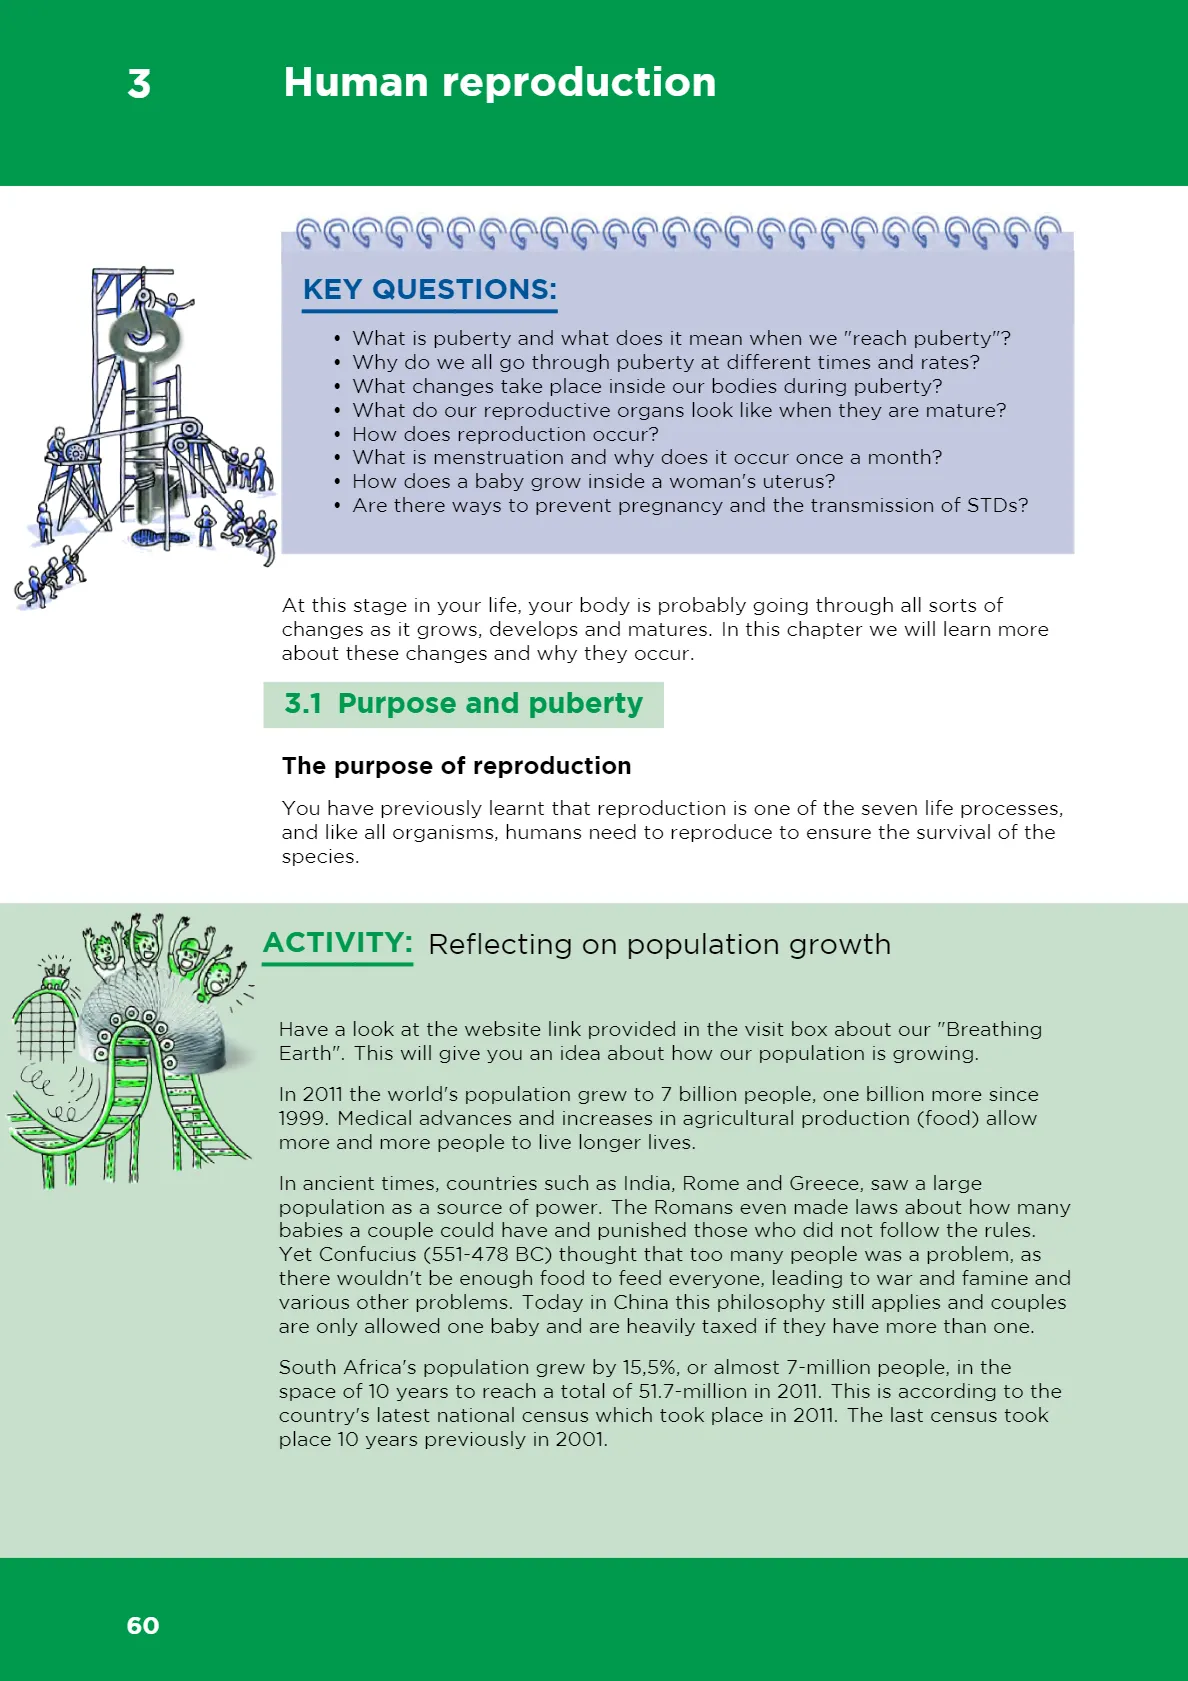 3 Human reproduction
KEY QUESTIONS:
• What is puberty and what does it mean when we "reach puberty"?
• Why do we all go through puberty at different times and rates?
• What changes take place inside our bodies during puberty?
• What do our reproductive organs look like when they are mature?
• How does reproduction occur?
• What is menstruation and why does it occur once a month?
• How does a baby grow inside a woman's uterus?
• Are there ways to prevent pregnancy and the transmission of STDs?
At this stage in your life, your body is probably going through all sorts of
changes as it grows, develops and matures. In this chapter we will learn more
about these changes and why they occur.
3.1 Purpose and puberty
The purpose of reproduction
You have previously learnt that reproduction is one of the seven life processes,
and like all organisms, humans need to reproduce to ensure the survival of the
species.
ACTIVITY: Reflecting on population growth
Have a look at the website link provided in the visit box about our "Breathing
Earth". This will give you an idea about how our population is growing.
In 2011 the world's population grew to 7 billion people, one billion more since
1999. Medical advances and increases in agricultural production (food) allow
more and more people to live longer lives.
In ancient times, countries such as India, Rome and Greece, saw a large
population as a source of power. The Romans even made laws about how many
babies a couple could have and punished those who did not follow the rules.
Yet Confucius (551-478 BC) thought that too many people was a problem, as
there wouldn't be enough food to feed everyone, leading to war and famine and
various other problems. Today in China this philosophy still applies and couples
are only allowed one baby and are heavily taxed if they have more than one.
South Africa's population grew by 15,5%, or almost 7-million people, in the
space of 10 years to reach a total of 51.7-million in 2011. This is according to the
country's latest national census which took place in 2011. The last census took
place 10 years previously in 2001.
60